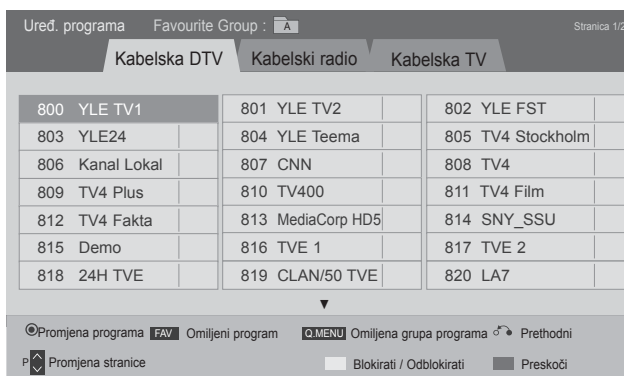 Uređ. programa Favourite Group : A Stranica 1/2
Kabelska DTV Kabelski radio Kabelska TV
800 YLE TV1 801 YLE TV2 802 YLE FST
803 YLE24 804 YLE Teema 805 TV4 Stockholm
806 Kanal Lokal 807 CNN 808 TV4
809 TV4 Plus 810 TV400 811 TV4 Film
812 TV4 Fakta 813 MediaCorp HD5 814 SNY_SSU
815 Demo 816 TVE 1 817 TVE 2
818 24H TVE 819 CLAN/50 TVE 820 LA7
Promjena programa FAV Omiljeni program Q.MENU Omiljena grupa programa Prethodni
P Promjena stranice Blokirati / Odblokirati Preskoči